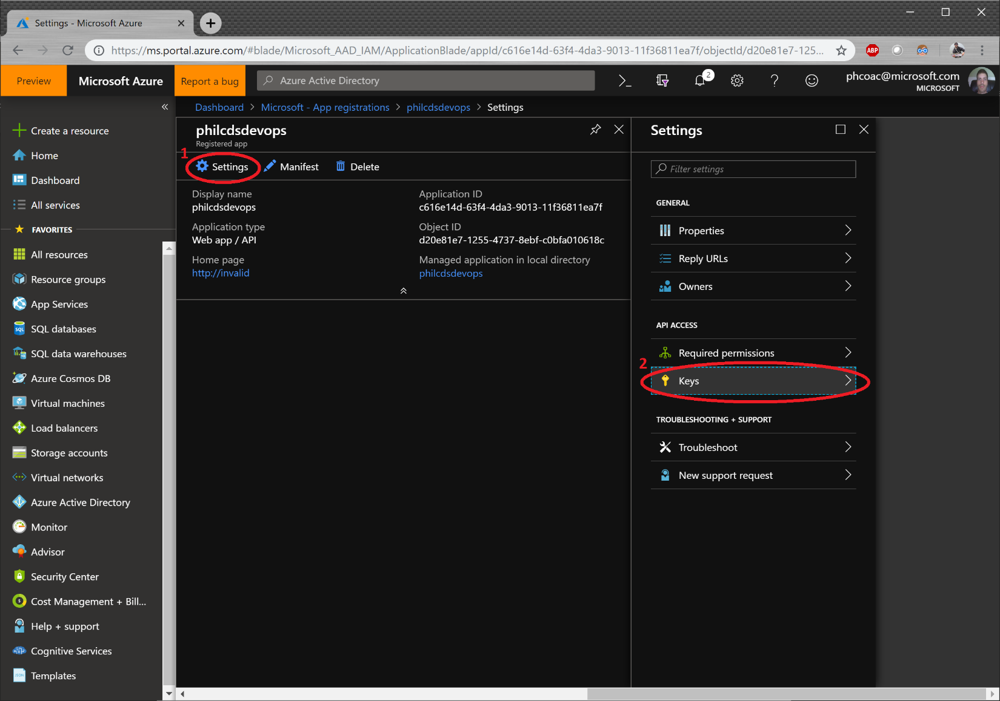 Settings - Microsoft Azure
https://ms.portal.azure.com/#blade/Microsoft_AAD_IAM/ApplicationBlade/appId/c616e14d-63f4-4da3-9013-11f36811ea7f/objectId/d20e81e7-125...
ABP
Preview
Microsoft Azure
Report a bug
Azure Active Directory
2
phcoac@microsoft.com
MICROSOFT
Dashboard > Microsoft - App registrations > philcdsdevops > Settings
Create a resource
Home
Dashboard
All services
FAVORITES
All resources
Resource groups
App Services
SQL databases
SQL data warehouses
Azure Cosmos DB
Virtual machines
Load balancers
Storage accounts
Virtual networks
Azure Active Directory
Monitor
Advisor
Security Center
Cost Management + Bill...
Help + support
Cognitive Services
Templates
philcdsdevops
Registered app
1
Settings
Manifest
Delete
Display name
philcdsdevops
Application type
Web app / API
Home page
http://invalid
Application ID
c616e14d-63f4-4da3-9013-11f36811ea7f
Object ID
d20e81e7-1255-4737-8ebf-c0bfa010618c
Managed application in local directory
philcdsdevops
Settings
Filter settings
GENERAL
Properties
Reply URLs
Owners
API ACCESS
Required permissions
2
Keys
TROUBLESHOOTING + SUPPORT
Troubleshoot
New support request